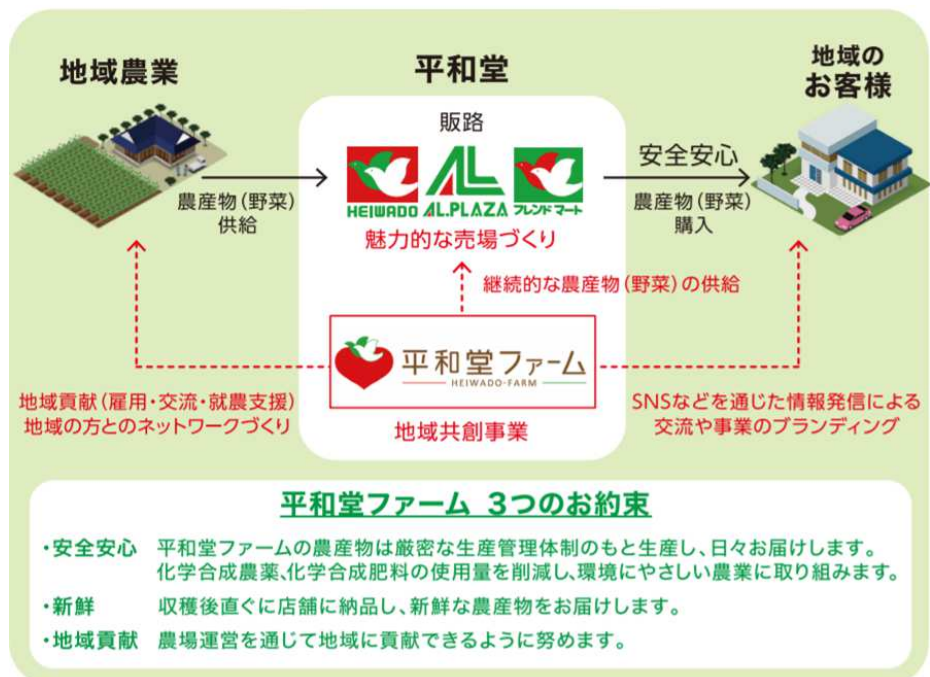 地域農業
平和堂
地域の
お客様
販路
HEIWADO
AL.PLAZA
フレンドマート
魅力的な売場づくり
農産物(野菜)
供給
安全安心
農産物(野菜)
購入
継続的な農産物(野菜)の供給
平和堂ファーム
HEIWADO-FARM
地域共創事業
地域貢献(雇用・交流・就農支援)
地域の方とのネットワークづくり
SNSなどを通じた情報発信による
交流や事業のブランディング
平和堂ファーム 3つのお約束
・安全安心 平和堂ファームの農産物は厳密な生産管理体制のもと生産し、日々お届けします。
化学合成農薬、化学合成肥料の使用量を削減し、環境にやさしい農業に取り組みます。
・新鮮 収穫後直ぐに店舗に納品し、新鮮な農産物をお届けします。
・地域貢献 農場運営を通じて地域に貢献できるように努めます。